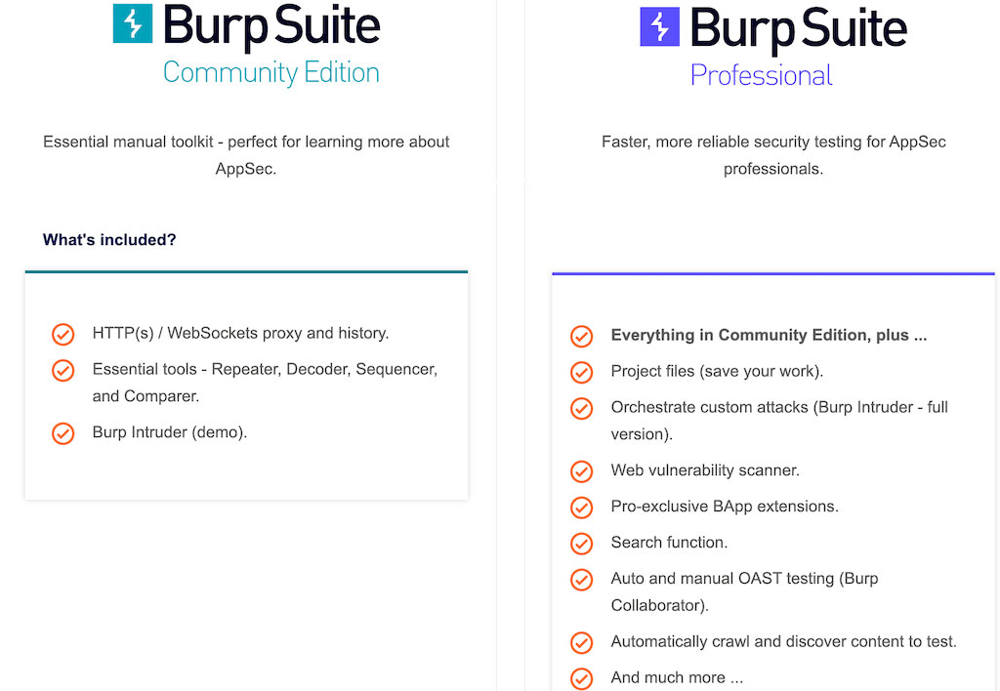 Burp Suite
Community Edition
Essential manual toolkit - perfect for learning more about
AppSec.
What's included?
HTTP(s) / WebSockets proxy and history.
Essential tools - Repeater, Decoder, Sequencer,
and Comparer.
Burp Intruder (demo).
Burp Suite
Professional
Faster, more reliable security testing for AppSec
professionals.
Everything in Community Edition, plus ...
Project files (save your work).
Orchestrate custom attacks (Burp Intruder - full
version).
Web vulnerability scanner.
Pro-exclusive BApp extensions.
Search function.
Auto and manual OAST testing (Burp
Collaborator).
Automatically crawl and discover content to test.
And much more ...